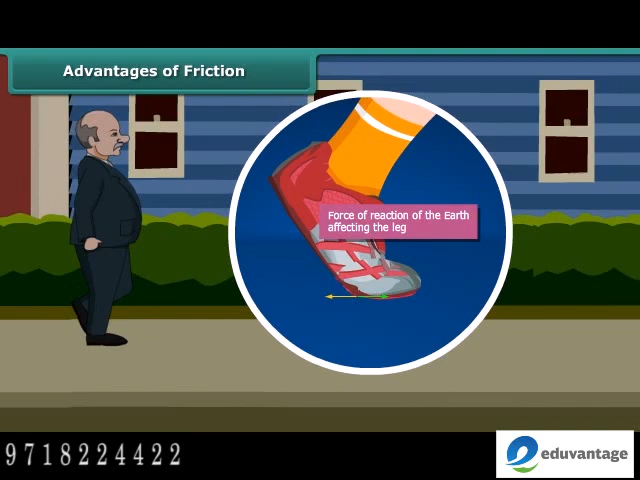 Advantages of Friction
Force of reaction of the Earth
affecting the leg
9718224422
eduvantage